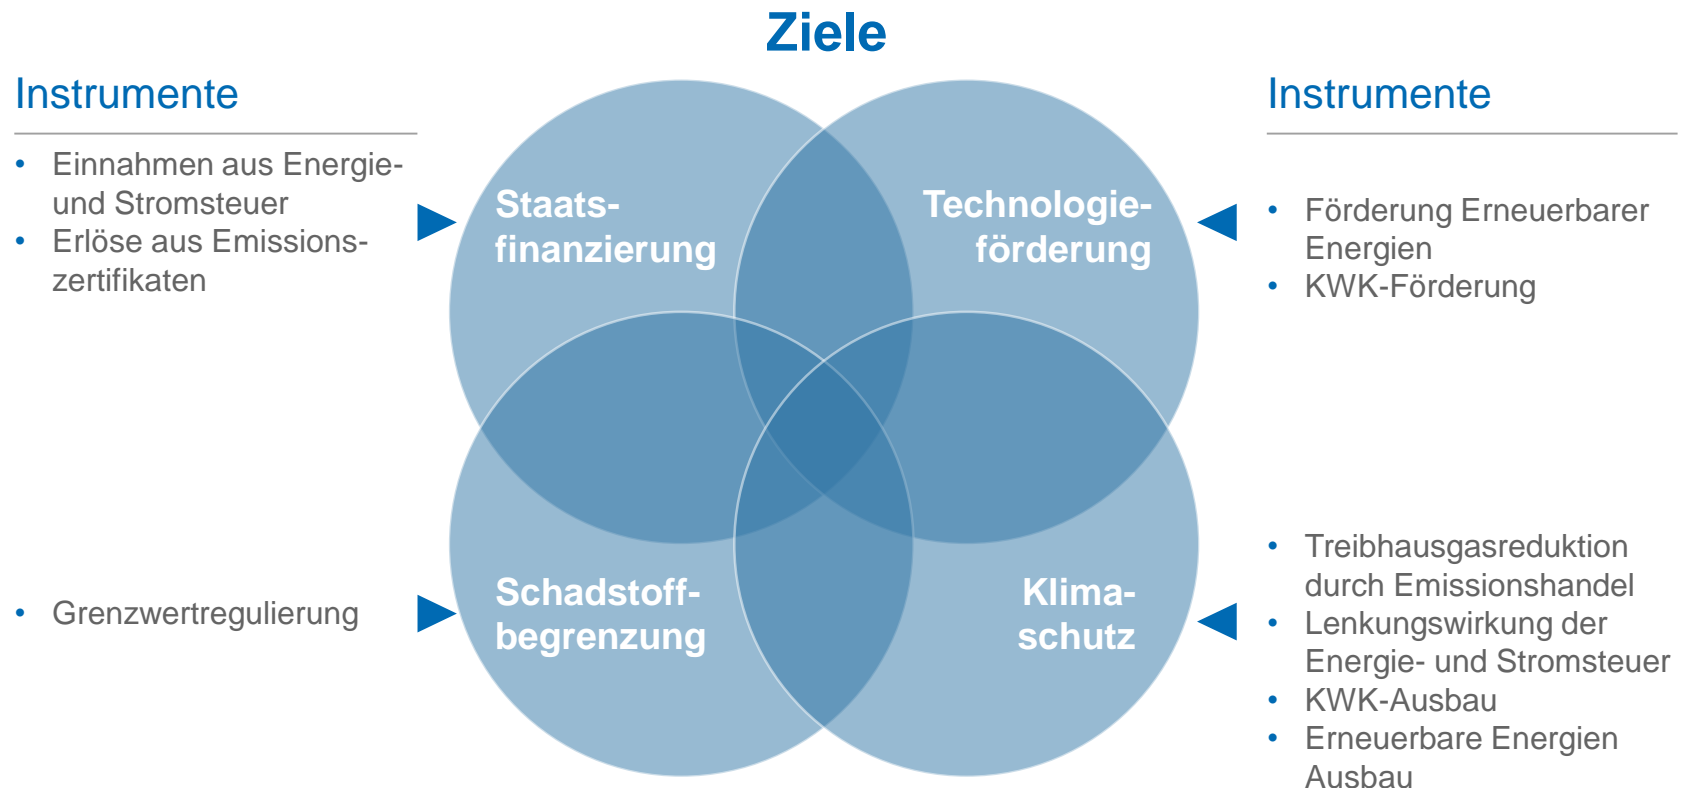 Ziele
Instrumente
• Einnahmen aus Energie-
und Stromsteuer
• Erlöse aus Emissions-
zertifikaten
Staats-
finanzierung
Technologie-
förderung
Instrumente
• Förderung Erneuerbarer
Energien
• KWK-Förderung
• Grenzwertregulierung
Schadstoff-
begrenzung
Klima-
schutz
• Treibhausgasreduktion
durch Emissionshandel
• Lenkungswirkung der
Energie- und Stromsteuer
• KWK-Ausbau
• Erneuerbare Energien
Ausbau